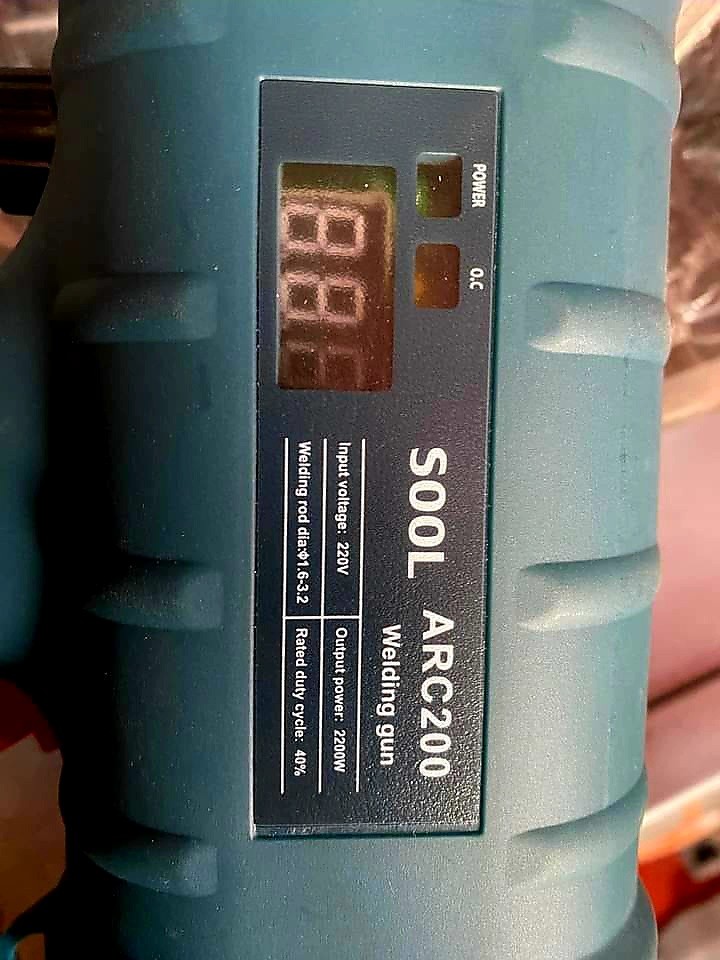 POWER
O.C
S00L ARC200
Welding gun
Input voltage: 220V
Output power: 2200W
Welding rod dia:Φ1.6-3.2
Rated duty cycle: 40%